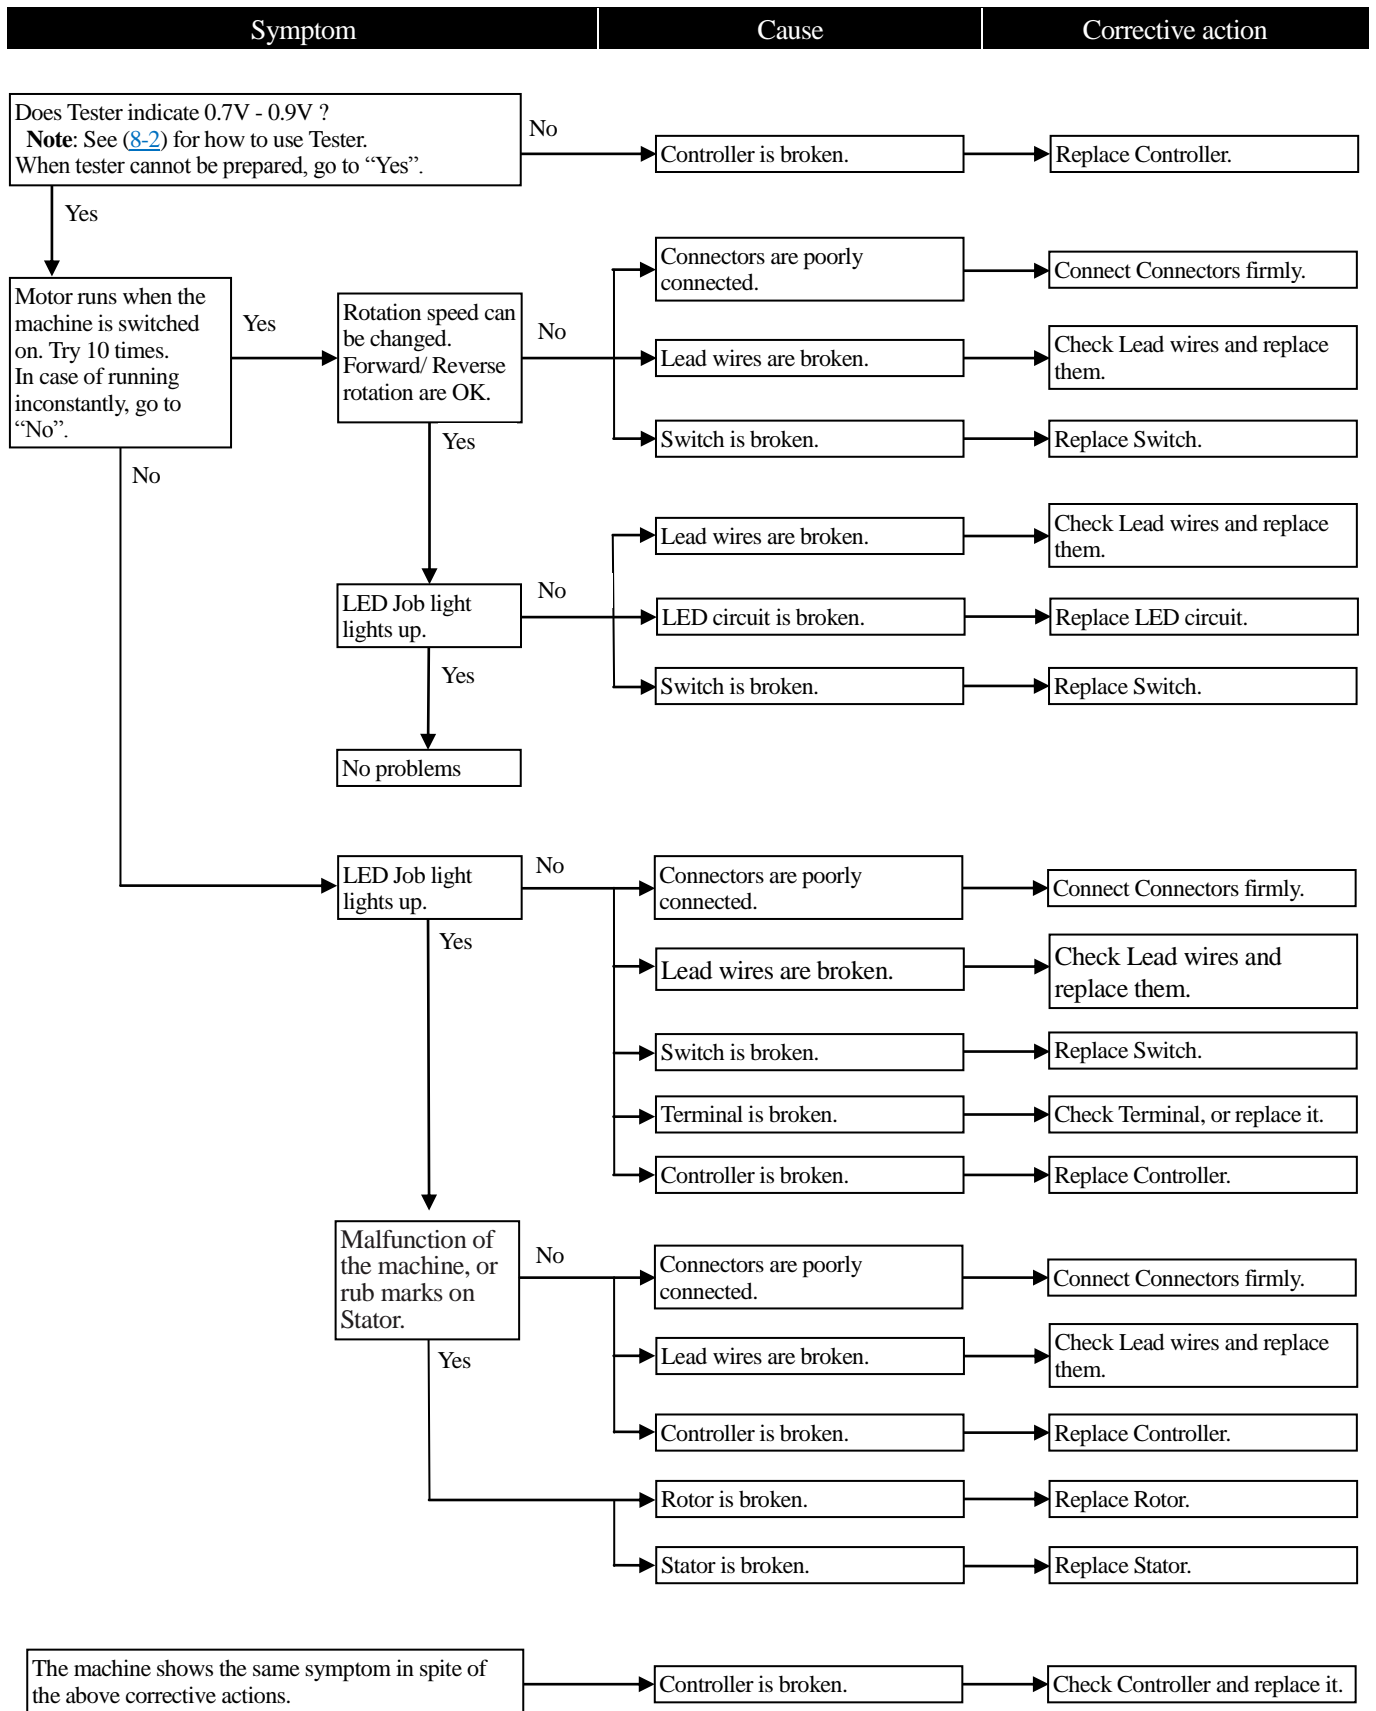 Symptom
Cause
Corrective action
Does Tester indicate 0.7V - 0.9V ?
Note: See (8-2) for how to use Tester.
When tester cannot be prepared, go to “Yes”.
No
Controller is broken.
Replace Controller.
Yes
Motor runs when the
machine is switched
on. Try 10 times.
In case of running
inconstantly, go to
“No”.
Yes
Rotation speed can
be changed.
Forward/ Reverse
rotation are OK.
No
Connectors are poorly
connected.
Connect Connectors firmly.
Lead wires are broken.
Check Lead wires and replace
them.
Switch is broken.
Replace Switch.
Yes
No
LED Job light
lights up.
No
Lead wires are broken.
Check Lead wires and replace
them.
LED circuit is broken.
Replace LED circuit.
Switch is broken.
Replace Switch.
Yes
No problems
LED Job light
lights up.
No
Connectors are poorly
connected.
Connect Connectors firmly.
Yes
Lead wires are broken.
Check Lead wires and
replace them.
Switch is broken.
Replace Switch.
Terminal is broken.
Check Terminal, or replace it.
Controller is broken.
Replace Controller.
Malfunction of
the machine, or
rub marks on
Stator.
No
Connectors are poorly
connected.
Connect Connectors firmly.
Yes
Lead wires are broken.
Check Lead wires and replace
them.
Controller is broken.
Replace Controller.
Rotor is broken.
Replace Rotor.
Stator is broken.
Replace Stator.
The machine shows the same symptom in spite of
the above corrective actions.
Controller is broken.
Check Controller and replace it.